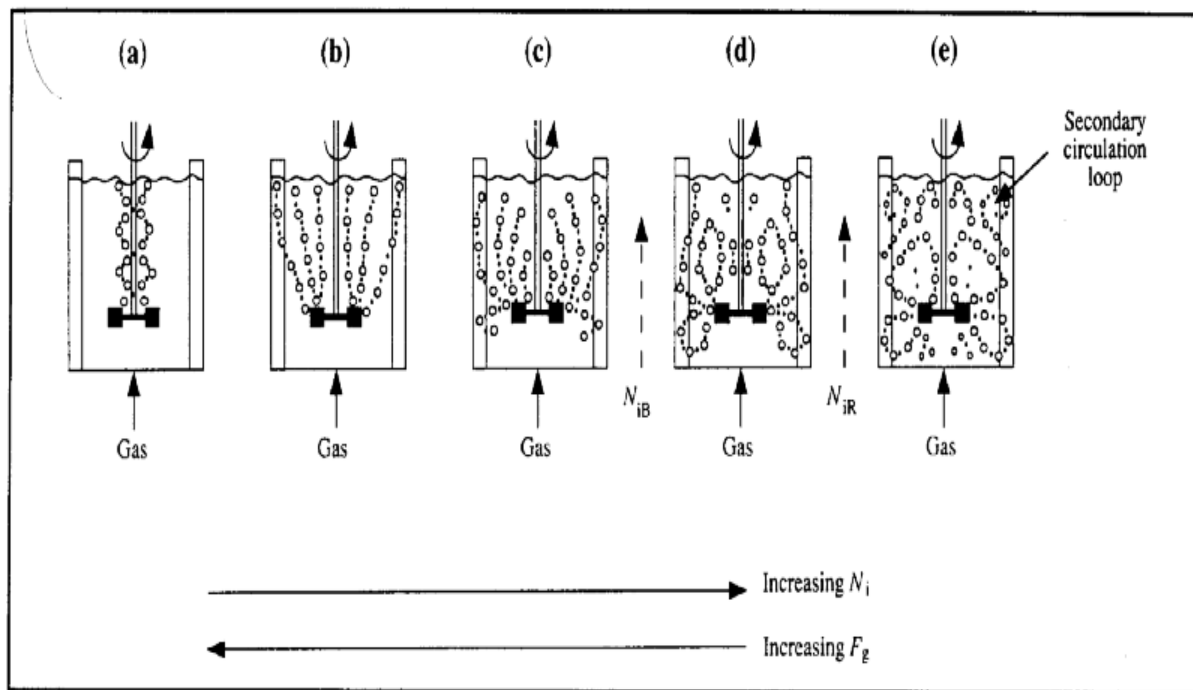 (a) (b) (c) (d) (e)
Secondary
circulation
loop
N_iB N_iR
Gas Gas Gas Gas Gas
Increasing N_i
Increasing F_g